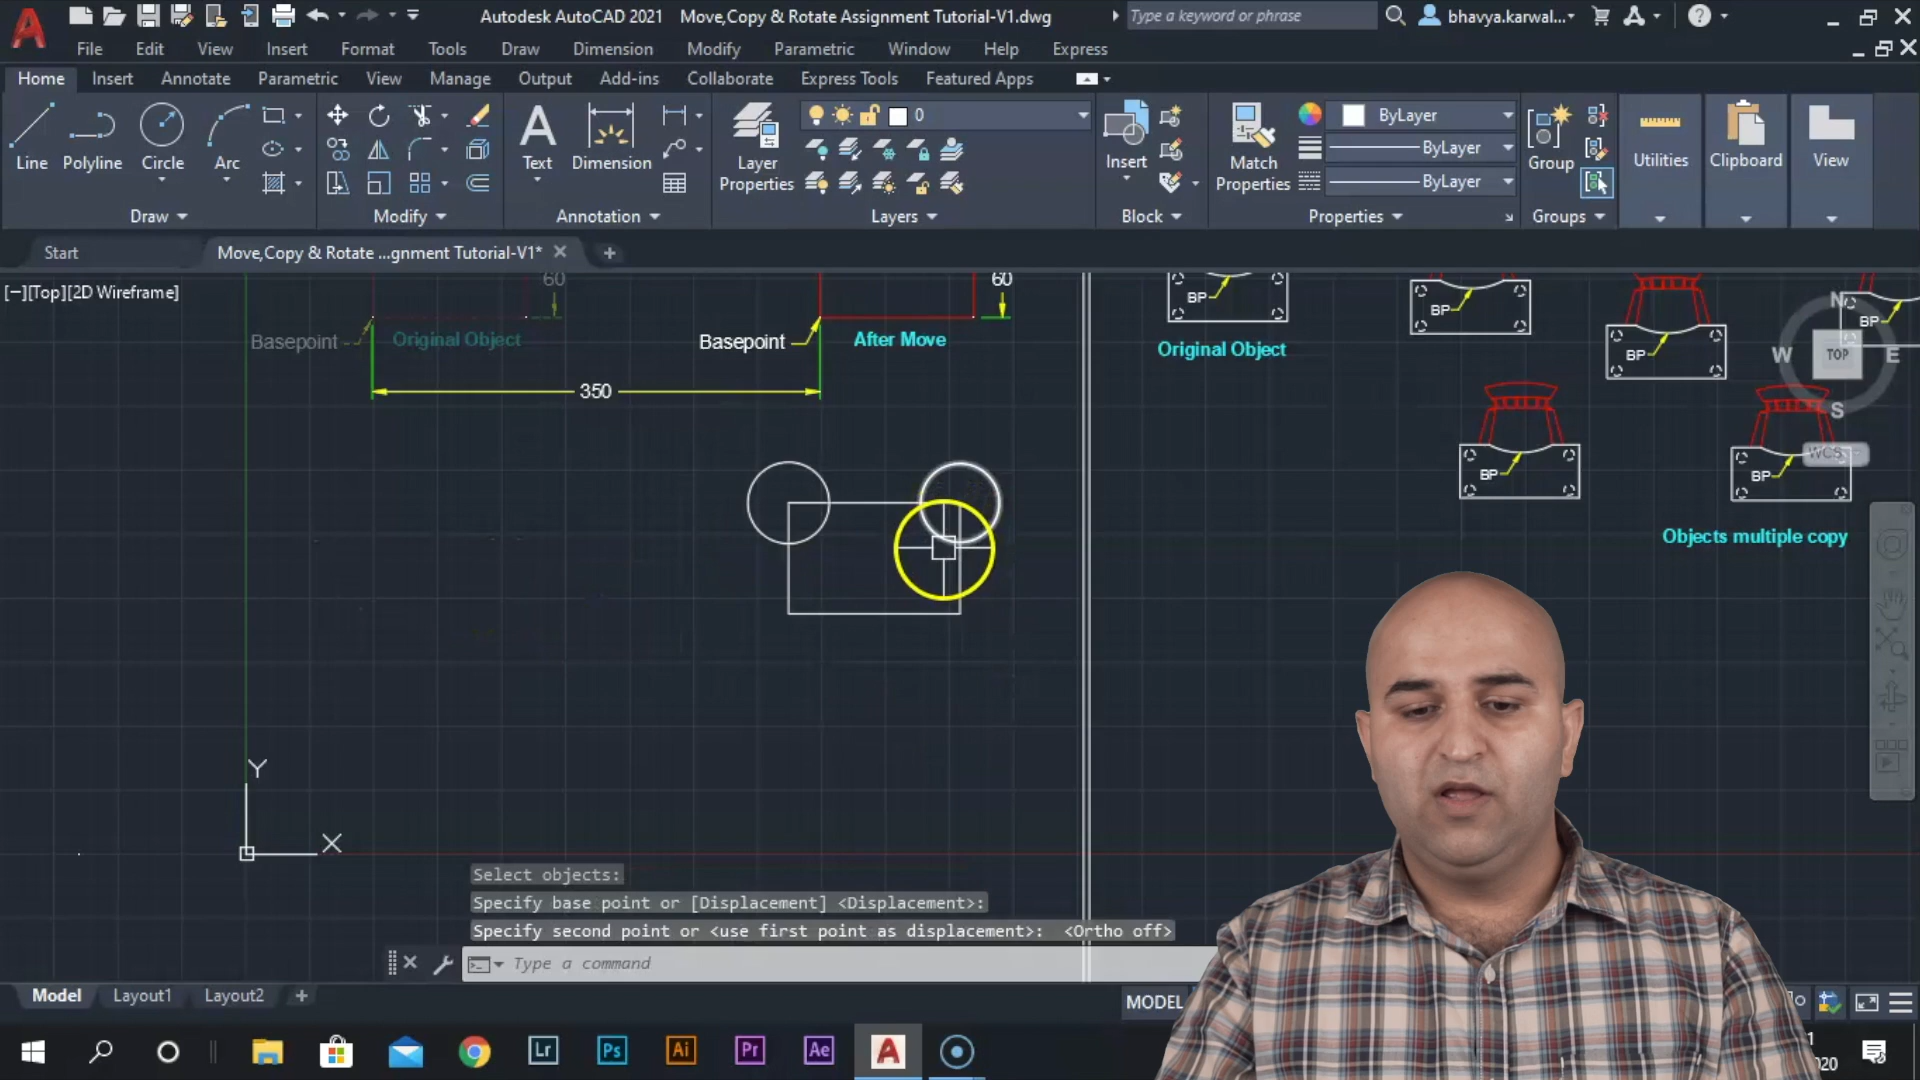 Autodesk AutoCAD 2021 Move,Copy & Rotate Assignment Tutorial-V1.dwg
Type a keyword or phrase
bhavya.karwal...
File Edit View Insert Format Tools Draw Dimension Modify Parametric Window Help Express
Home Insert Annotate Parametric View Manage Output Add-ins Collaborate Express Tools Featured Apps
Line Polyline Circle Arc
Draw
Modify
Text Dimension
Annotation
Layer Properties
0
Layers
Insert
Block
Match Properties
ByLayer
ByLayer
ByLayer
Properties
Group
Groups
Utilities
Clipboard
View
Start
Move,Copy & Rotate ...gnment Tutorial-V1*
[−][Top][2D Wireframe]
60
60
Basepoint
Original Object
Basepoint
After Move
350
BP
Original Object
BP
BP
BP
BP
BP
Objects multiple copy
N
W TOP E
S
WCS
Y
X
Select objects:
Specify base point or [Displacement] <Displacement>:
Specify second point or <use first point as displacement>: <Ortho off>
Type a command
Model Layout1 Layout2
MODEL
Lr Ps Ai Pr Ae A